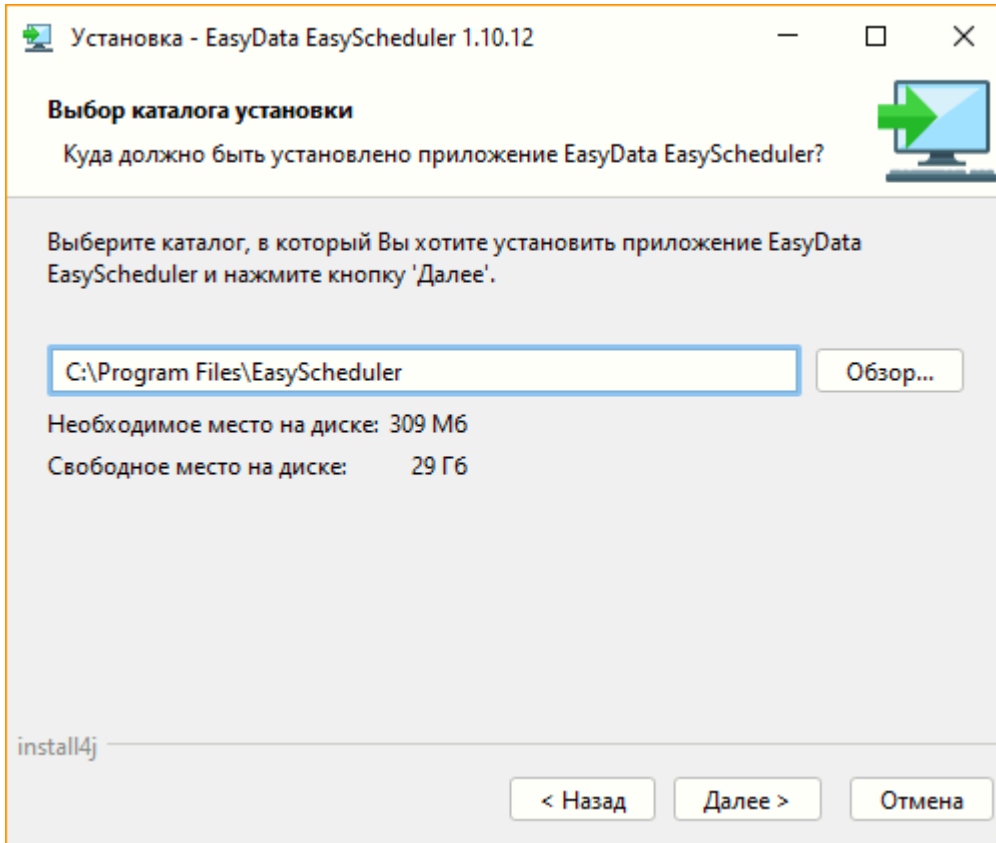 Установка - EasyData EasyScheduler 1.10.12
Выбор каталога установки
Куда должно быть установлено приложение EasyData EasyScheduler?
Выберите каталог, в который Вы хотите установить приложение EasyData
EasyScheduler и нажмите кнопку 'Далее'.
C:\Program Files\EasyScheduler
Обзор...
Необходимое место на диске: 309 Мб
Свободное место на диске: 29 Гб
install4j
< Назад
Далее >
Отмена